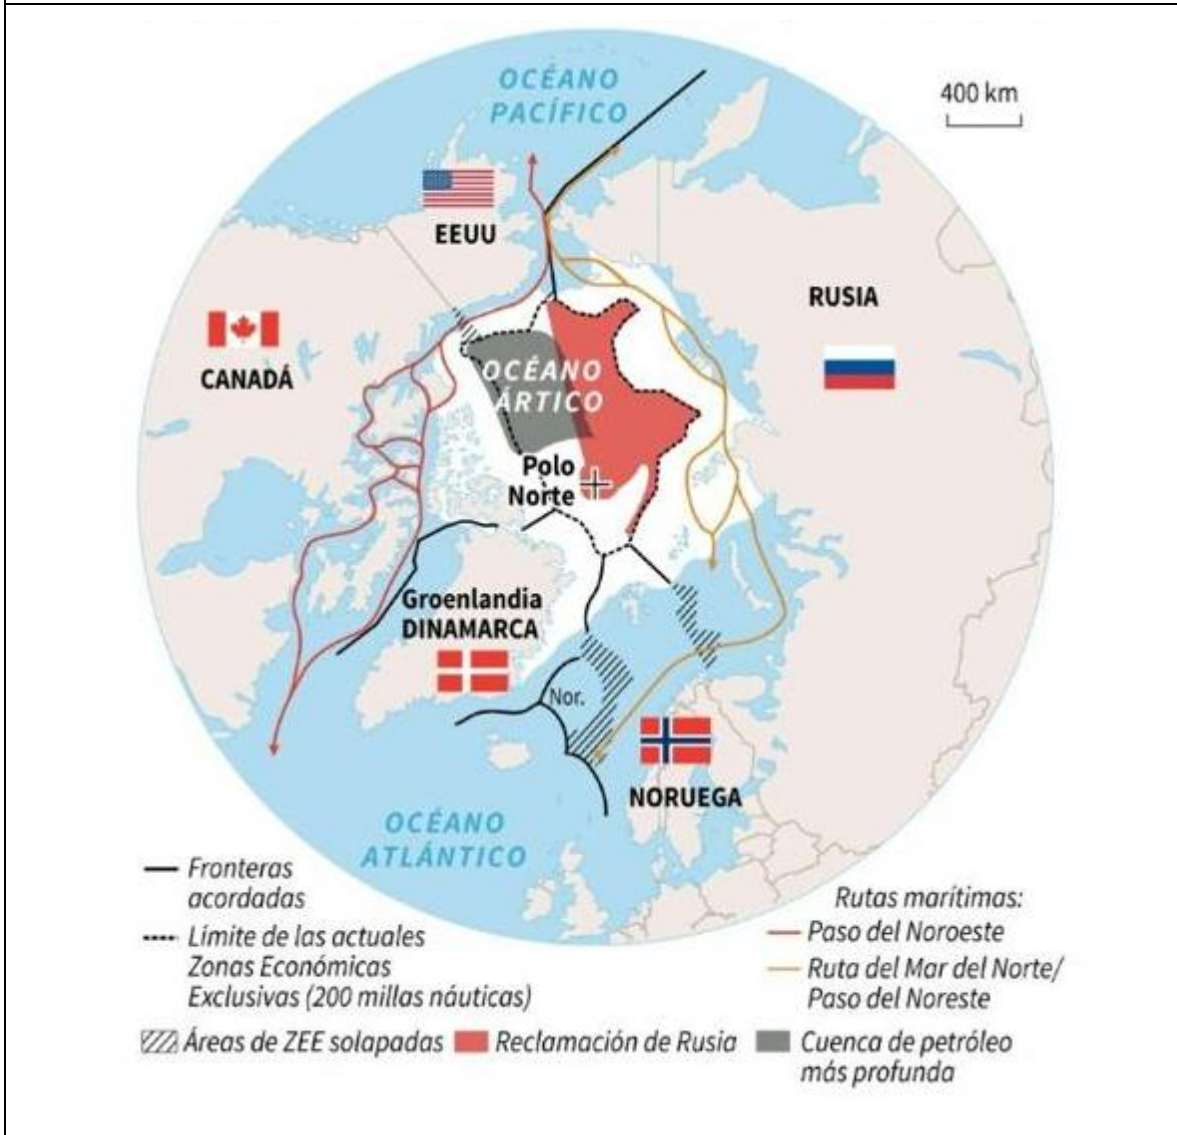 OCÉANO
PACÍFICO
400 km
EEUU
RUSIA
CANADÁ
OCÉANO
ÁRTICO
Polo
Norte
Groenlandia
DINAMARCA
Nor.
NORUEGA
OCÉANO
ATLÁNTICO
Fronteras
acordadas
Límite de las actuales
Zonas Económicas
Exclusivas (200 millas náuticas)
Rutas marítimas:
Paso del Noroeste
Ruta del Mar del Norte/
Paso del Noreste
Áreas de ZEE solapadas
Reclamación de Rusia
Cuenca de petróleo
más profunda